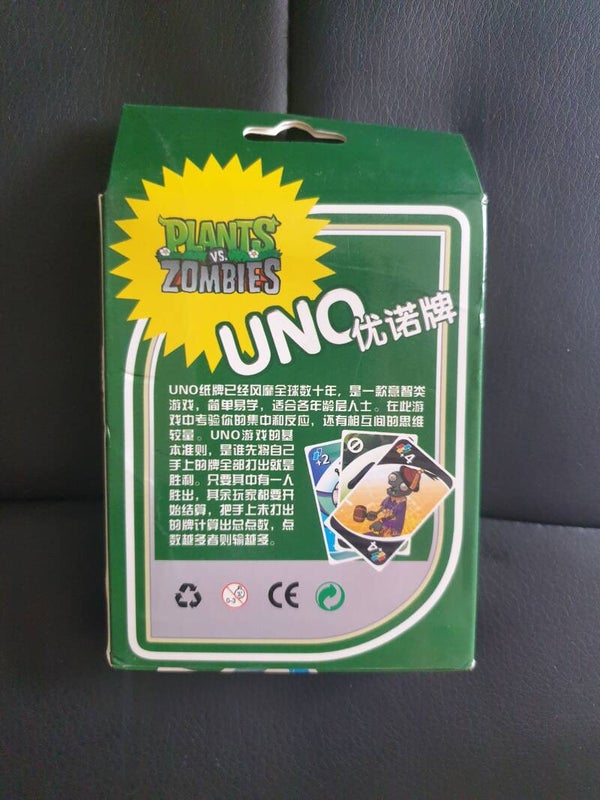 PLANTS
VS.
ZOMBIES
UNO优诺牌
UNO纸牌已经风靡全球数十年，是一款意智类
游戏，简单易学，适合各年龄层人士。在此游
戏中考验你的集中和反应，还有相互间的思维
较量。UNO游戏的基
本准则，是谁先将自己
手上的牌全部打出就是
胜利。只要其中有一人
胜出，其余玩家都要开
始结算，把手上未打出
的牌计算出总点数，点
数越多者则输越多。
+2
4
4
0-3
CE